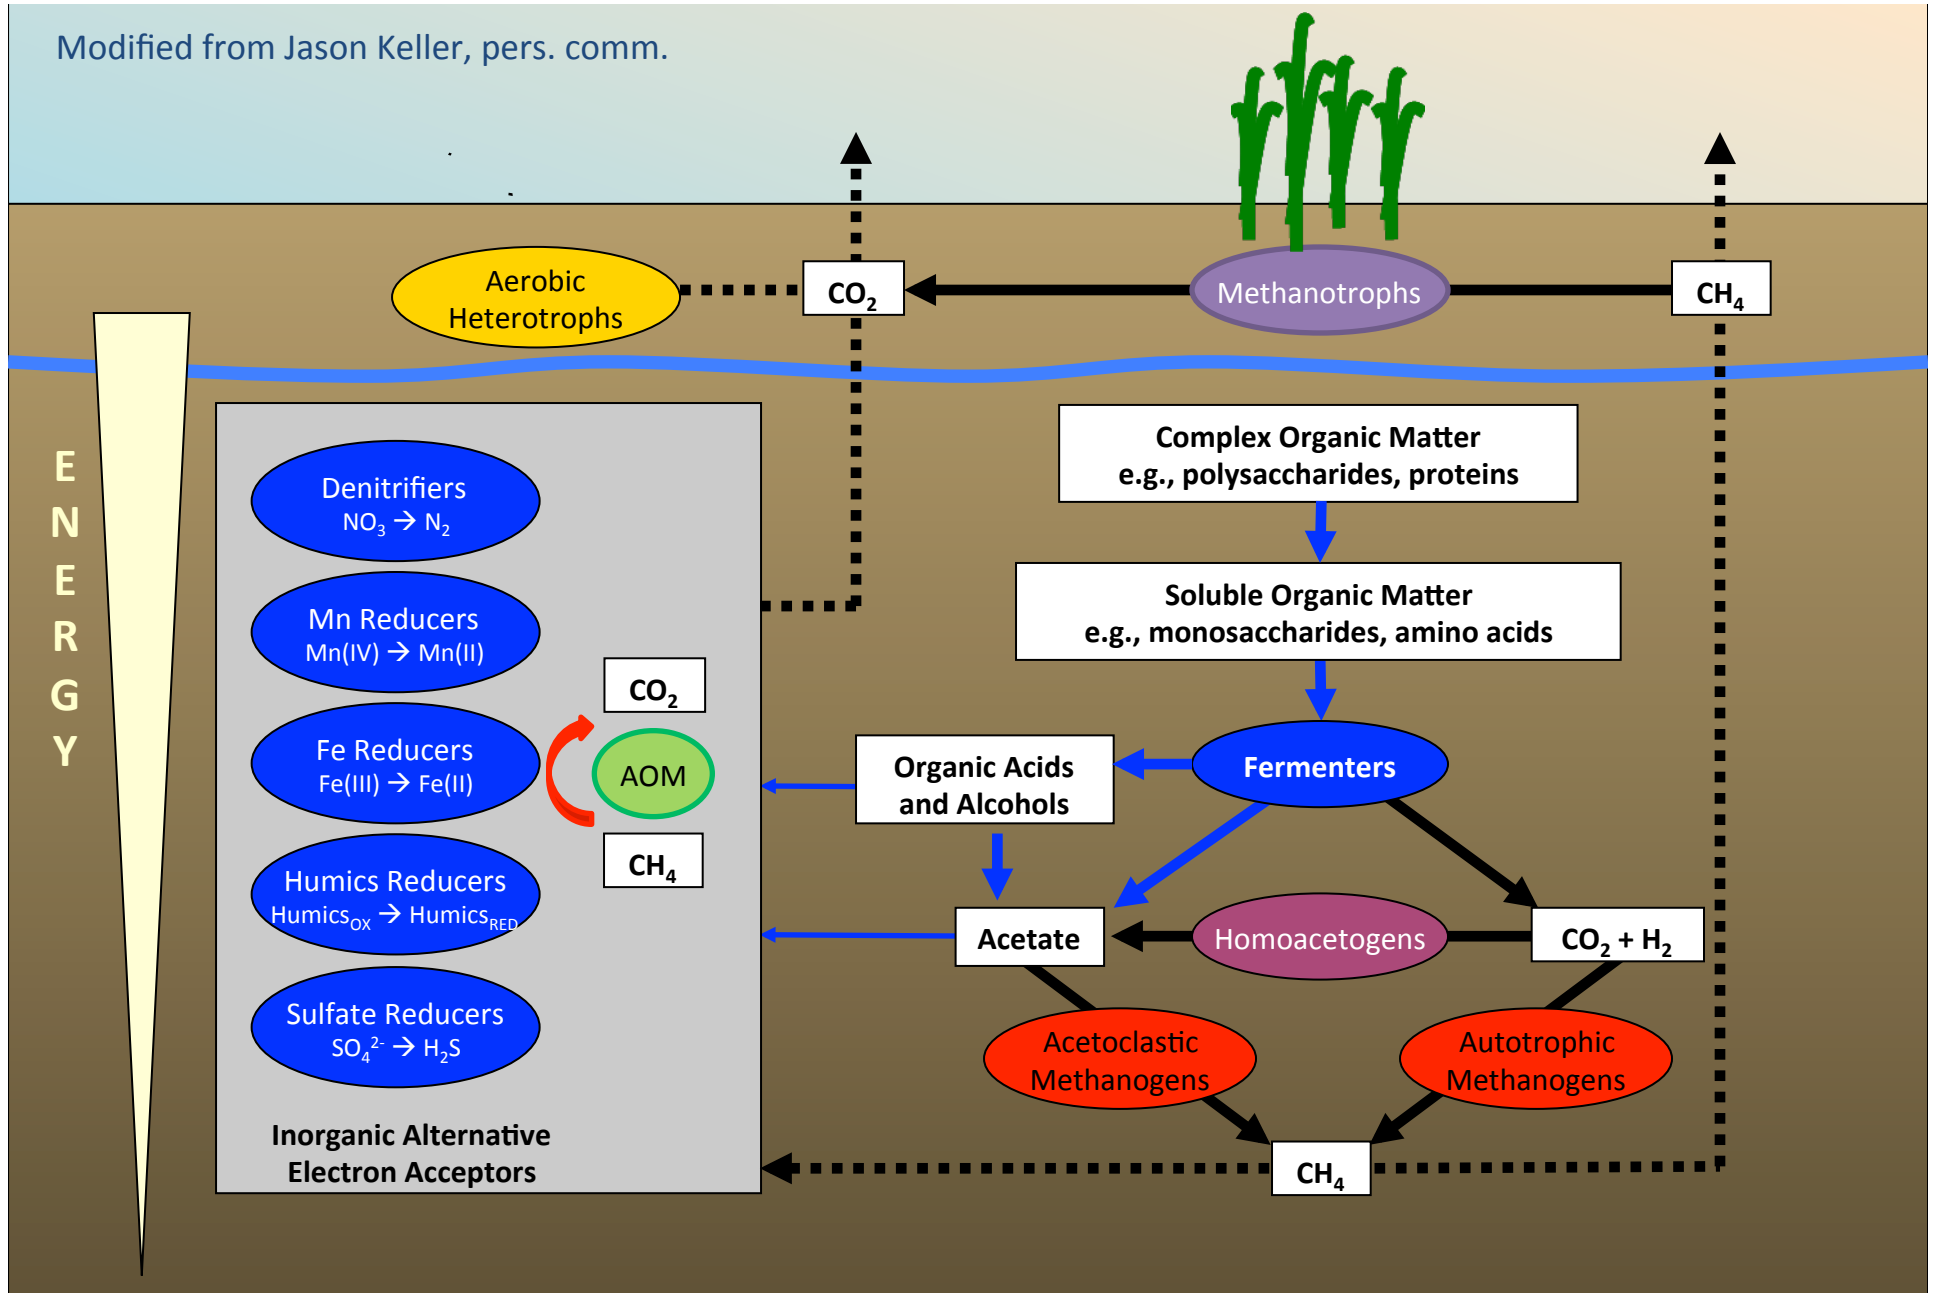 Modified from Jason Keller, pers. comm.
Aerobic
Heterotrophs
CO₂
Methanotrophs
CH₄
E
N
E
R
G
Y
Denitrifiers
NO₃ → N₂
Mn Reducers
Mn(IV) → Mn(II)
Fe Reducers
Fe(III) → Fe(II)
Humics Reducers
Humics_OX → Humics_RED
Sulfate Reducers
SO₄²⁻ → H₂S
CO₂
AOM
CH₄
Inorganic Alternative
Electron Acceptors
Complex Organic Matter
e.g., polysaccharides, proteins
Soluble Organic Matter
e.g., monosaccharides, amino acids
Organic Acids
and Alcohols
Fermenters
Acetate
Homoacetogens
CO₂ + H₂
Acetoclastic
Methanogens
Autotrophic
Methanogens
CH₄